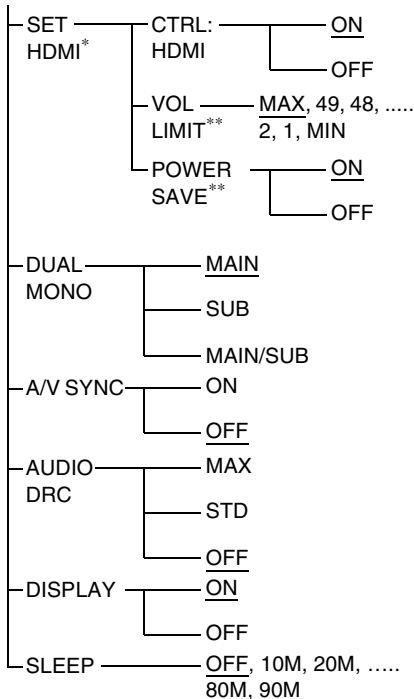 SET HDMI*
CTRL: HDMI
ON
OFF
VOL LIMIT**
MAX, 49, 48, .....
2, 1, MIN
POWER SAVE**
ON
OFF
DUAL MONO
MAIN
SUB
MAIN/SUB
A/V SYNC
ON
OFF
AUDIO DRC
MAX
STD
OFF
DISPLAY
ON
OFF
SLEEP
OFF, 10M, 20M, .....
80M, 90M